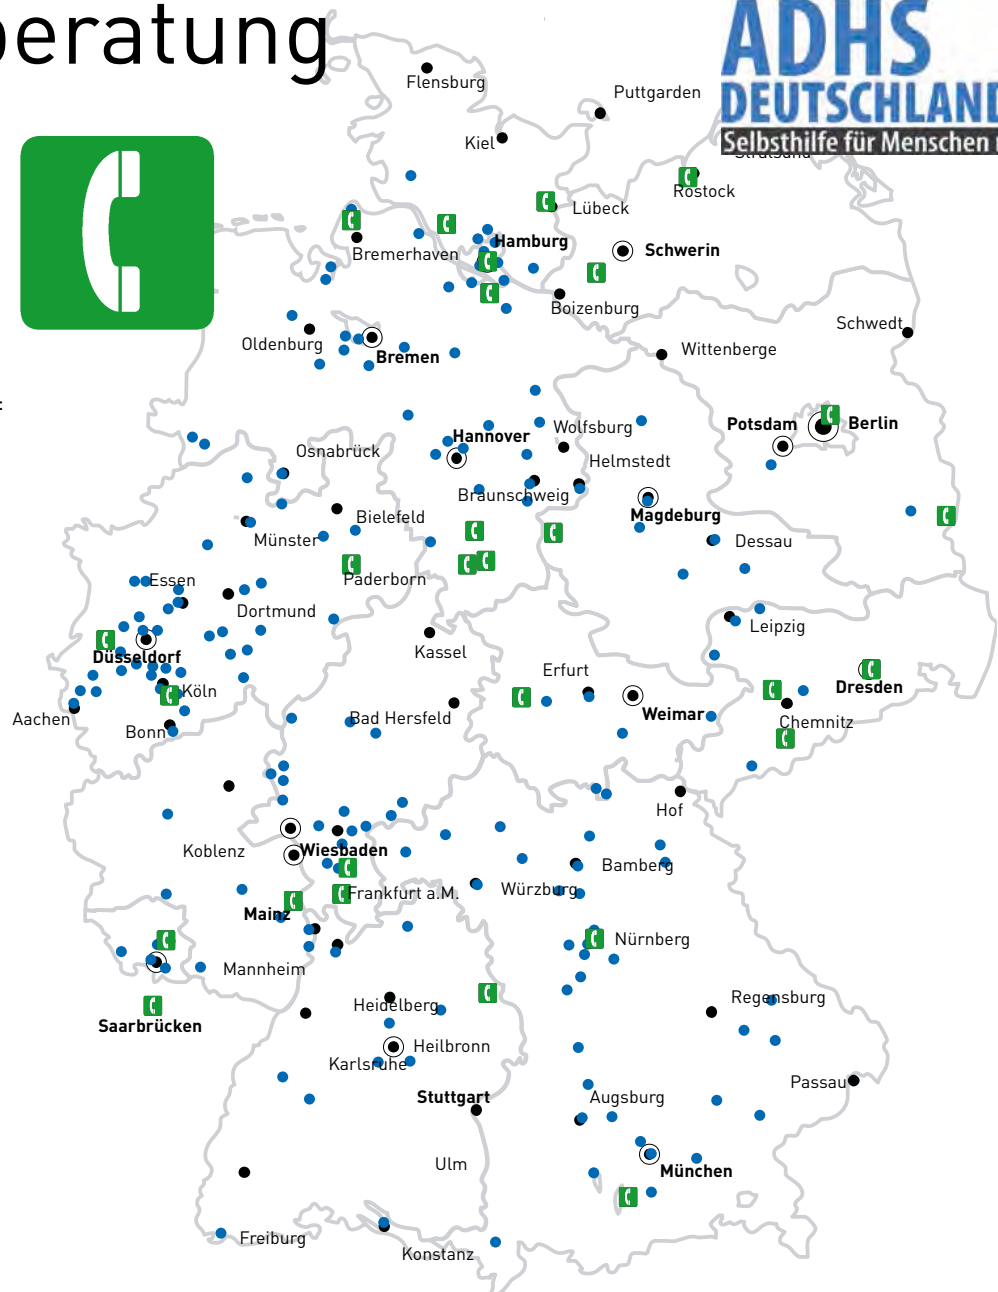 beratung
ADHS
DEUTSCHLAND
Selbsthilfe für Menschen
Flensburg
Puttgarden
Kiel
Stralsund
Rostock
Lübeck
Hamburg
Schwerin
Bremerhaven
Boizenburg
Schwedt
Oldenburg
Bremen
Wittenberge
:
Potsdam
Berlin
Wolfsburg
Hannover
Osnabrück
Helmstedt
Braunschweig
Magdeburg
Bielefeld
Münster
Dessau
Paderborn
Essen
Dortmund
Leipzig
Kassel
Düsseldorf
Erfurt
Dresden
Köln
Weimar
Aachen
Bad Hersfeld
Chemnitz
Bonn
Hof
Koblenz
Wiesbaden
Bamberg
Frankfurt a.M.
Würzburg
Mainz
Nürnberg
Mannheim
Regensburg
Heidelberg
Saarbrücken
Heilbronn
Karlsruhe
Passau
Stuttgart
Augsburg
Ulm
München
Freiburg
Konstanz